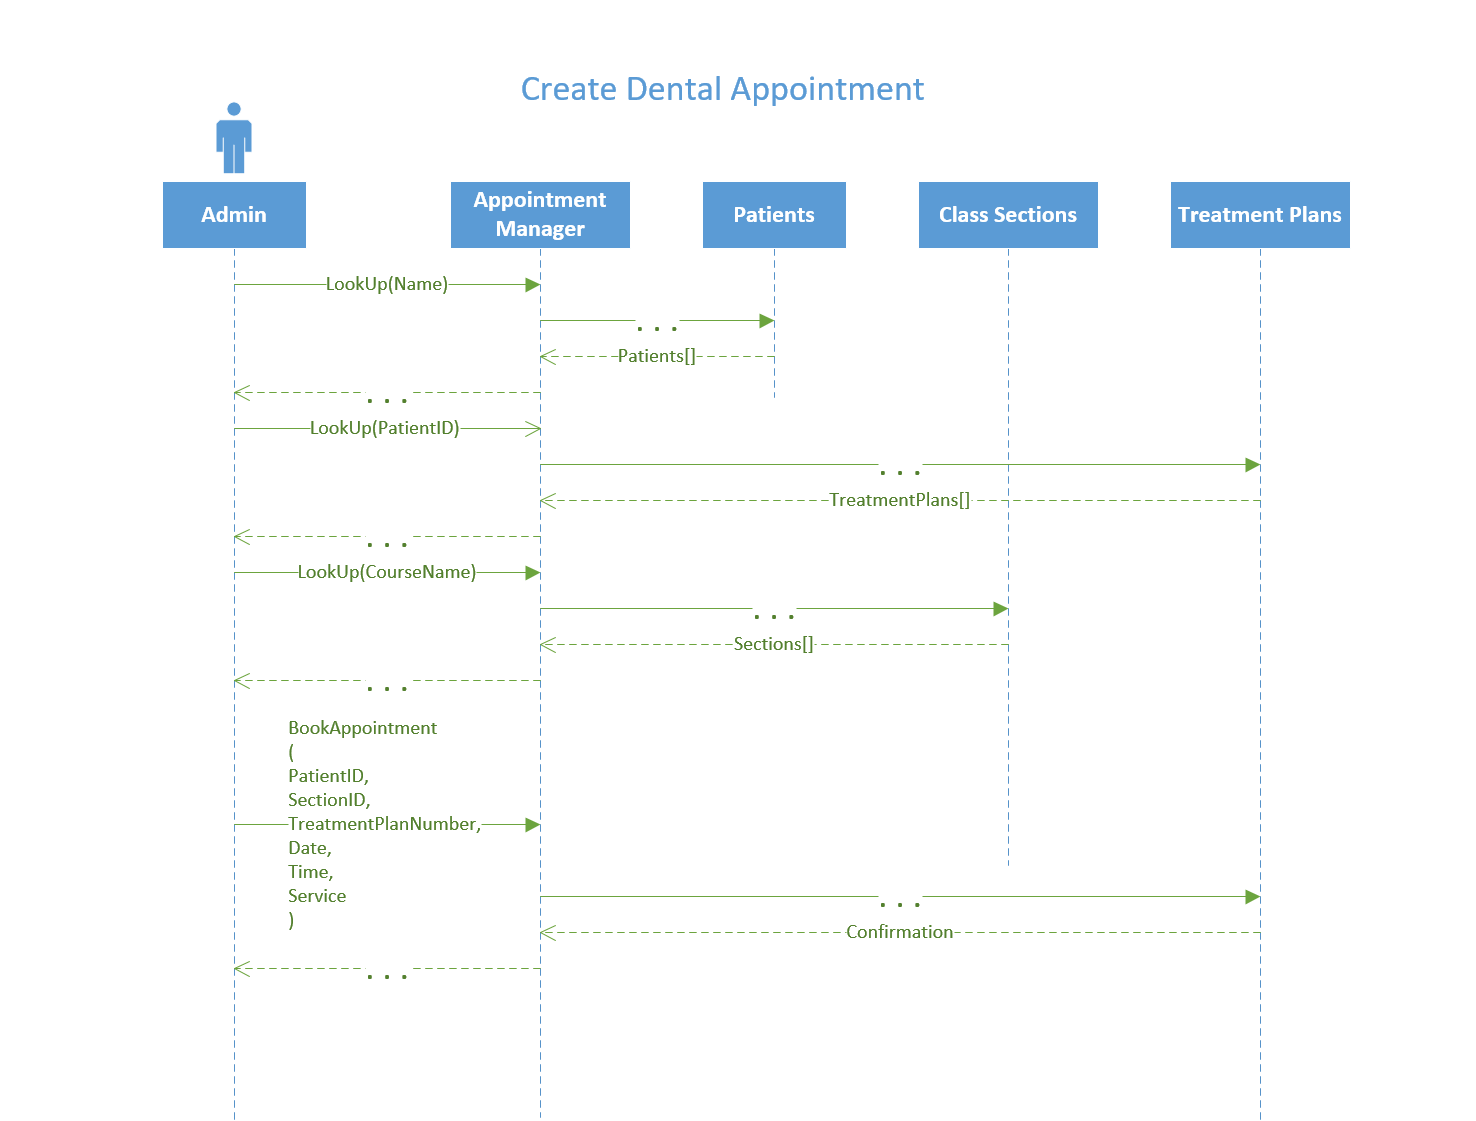 Create Dental Appointment
Admin
Appointment
Manager
Patients
Class Sections
Treatment Plans
LookUp(Name)
. . .
Patients[]
. . .
LookUp(PatientID)
. . .
TreatmentPlans[]
. . .
LookUp(CourseName)
. . .
Sections[]
. . .
BookAppointment
(
PatientID,
SectionID,
TreatmentPlanNumber,
Date,
Time,
Service
)
. . .
Confirmation
. . .